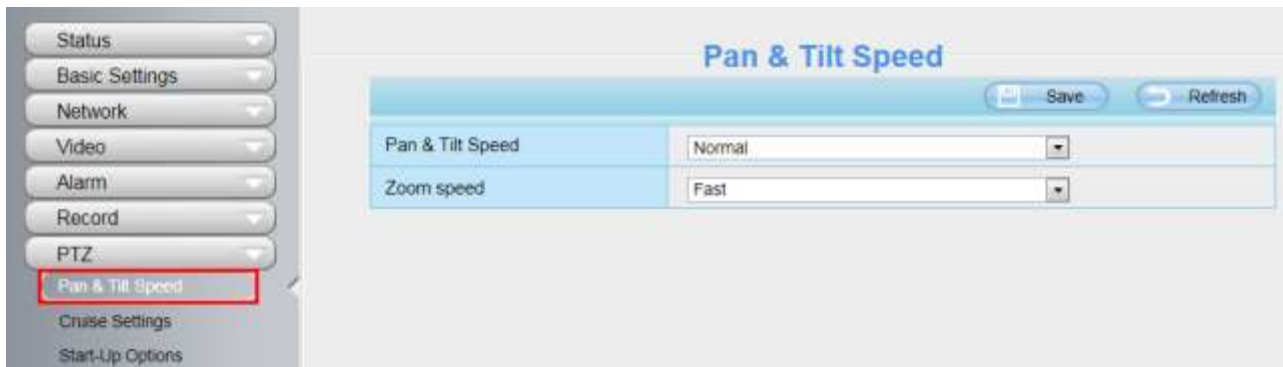 Status
Basic Settings
Network
Video
Alarm
Record
PTZ
Pan & Tilt Speed
Cruise Settings
Start-Up Options
Pan & Tilt Speed
Save Refresh
Pan & Tilt Speed Normal
Zoom speed Fast